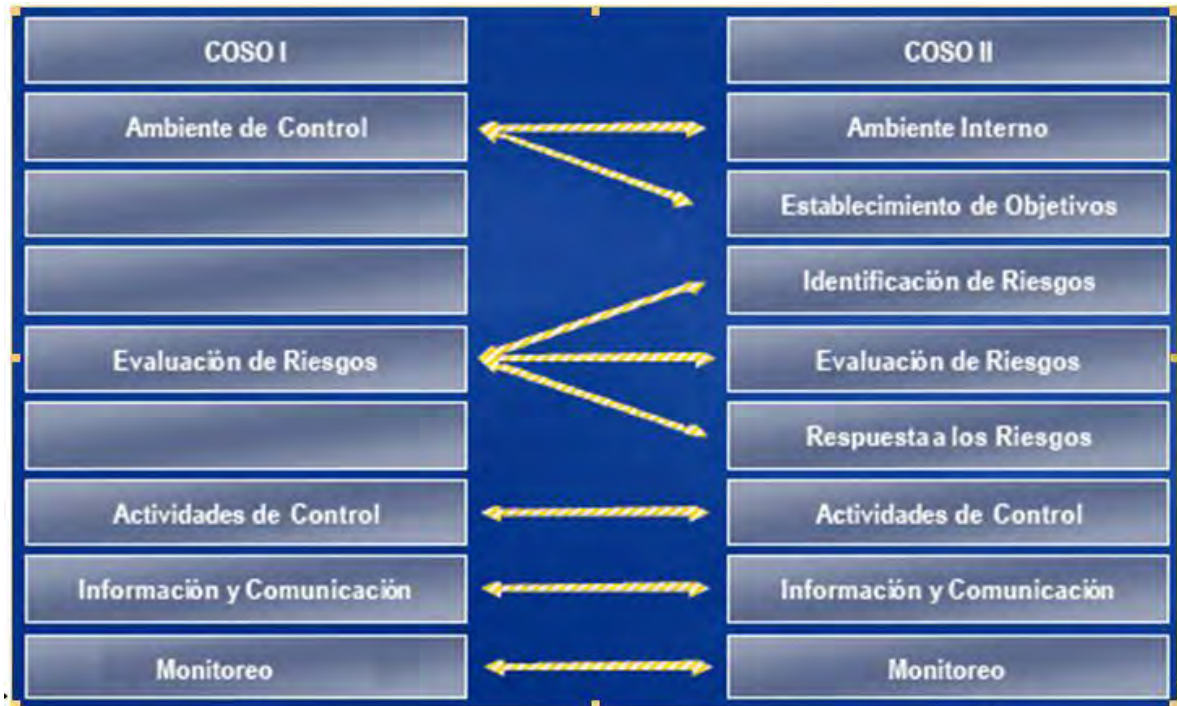 COSO I
COSO II
Ambiente de Control
Ambiente Interno
Establecimiento de Objetivos
Identificación de Riesgos
Evaluación de Riesgos
Evaluación de Riesgos
Respuesta a los Riesgos
Actividades de Control
Actividades de Control
Información y Comunicación
Información y Comunicación
Monitoreo
Monitoreo